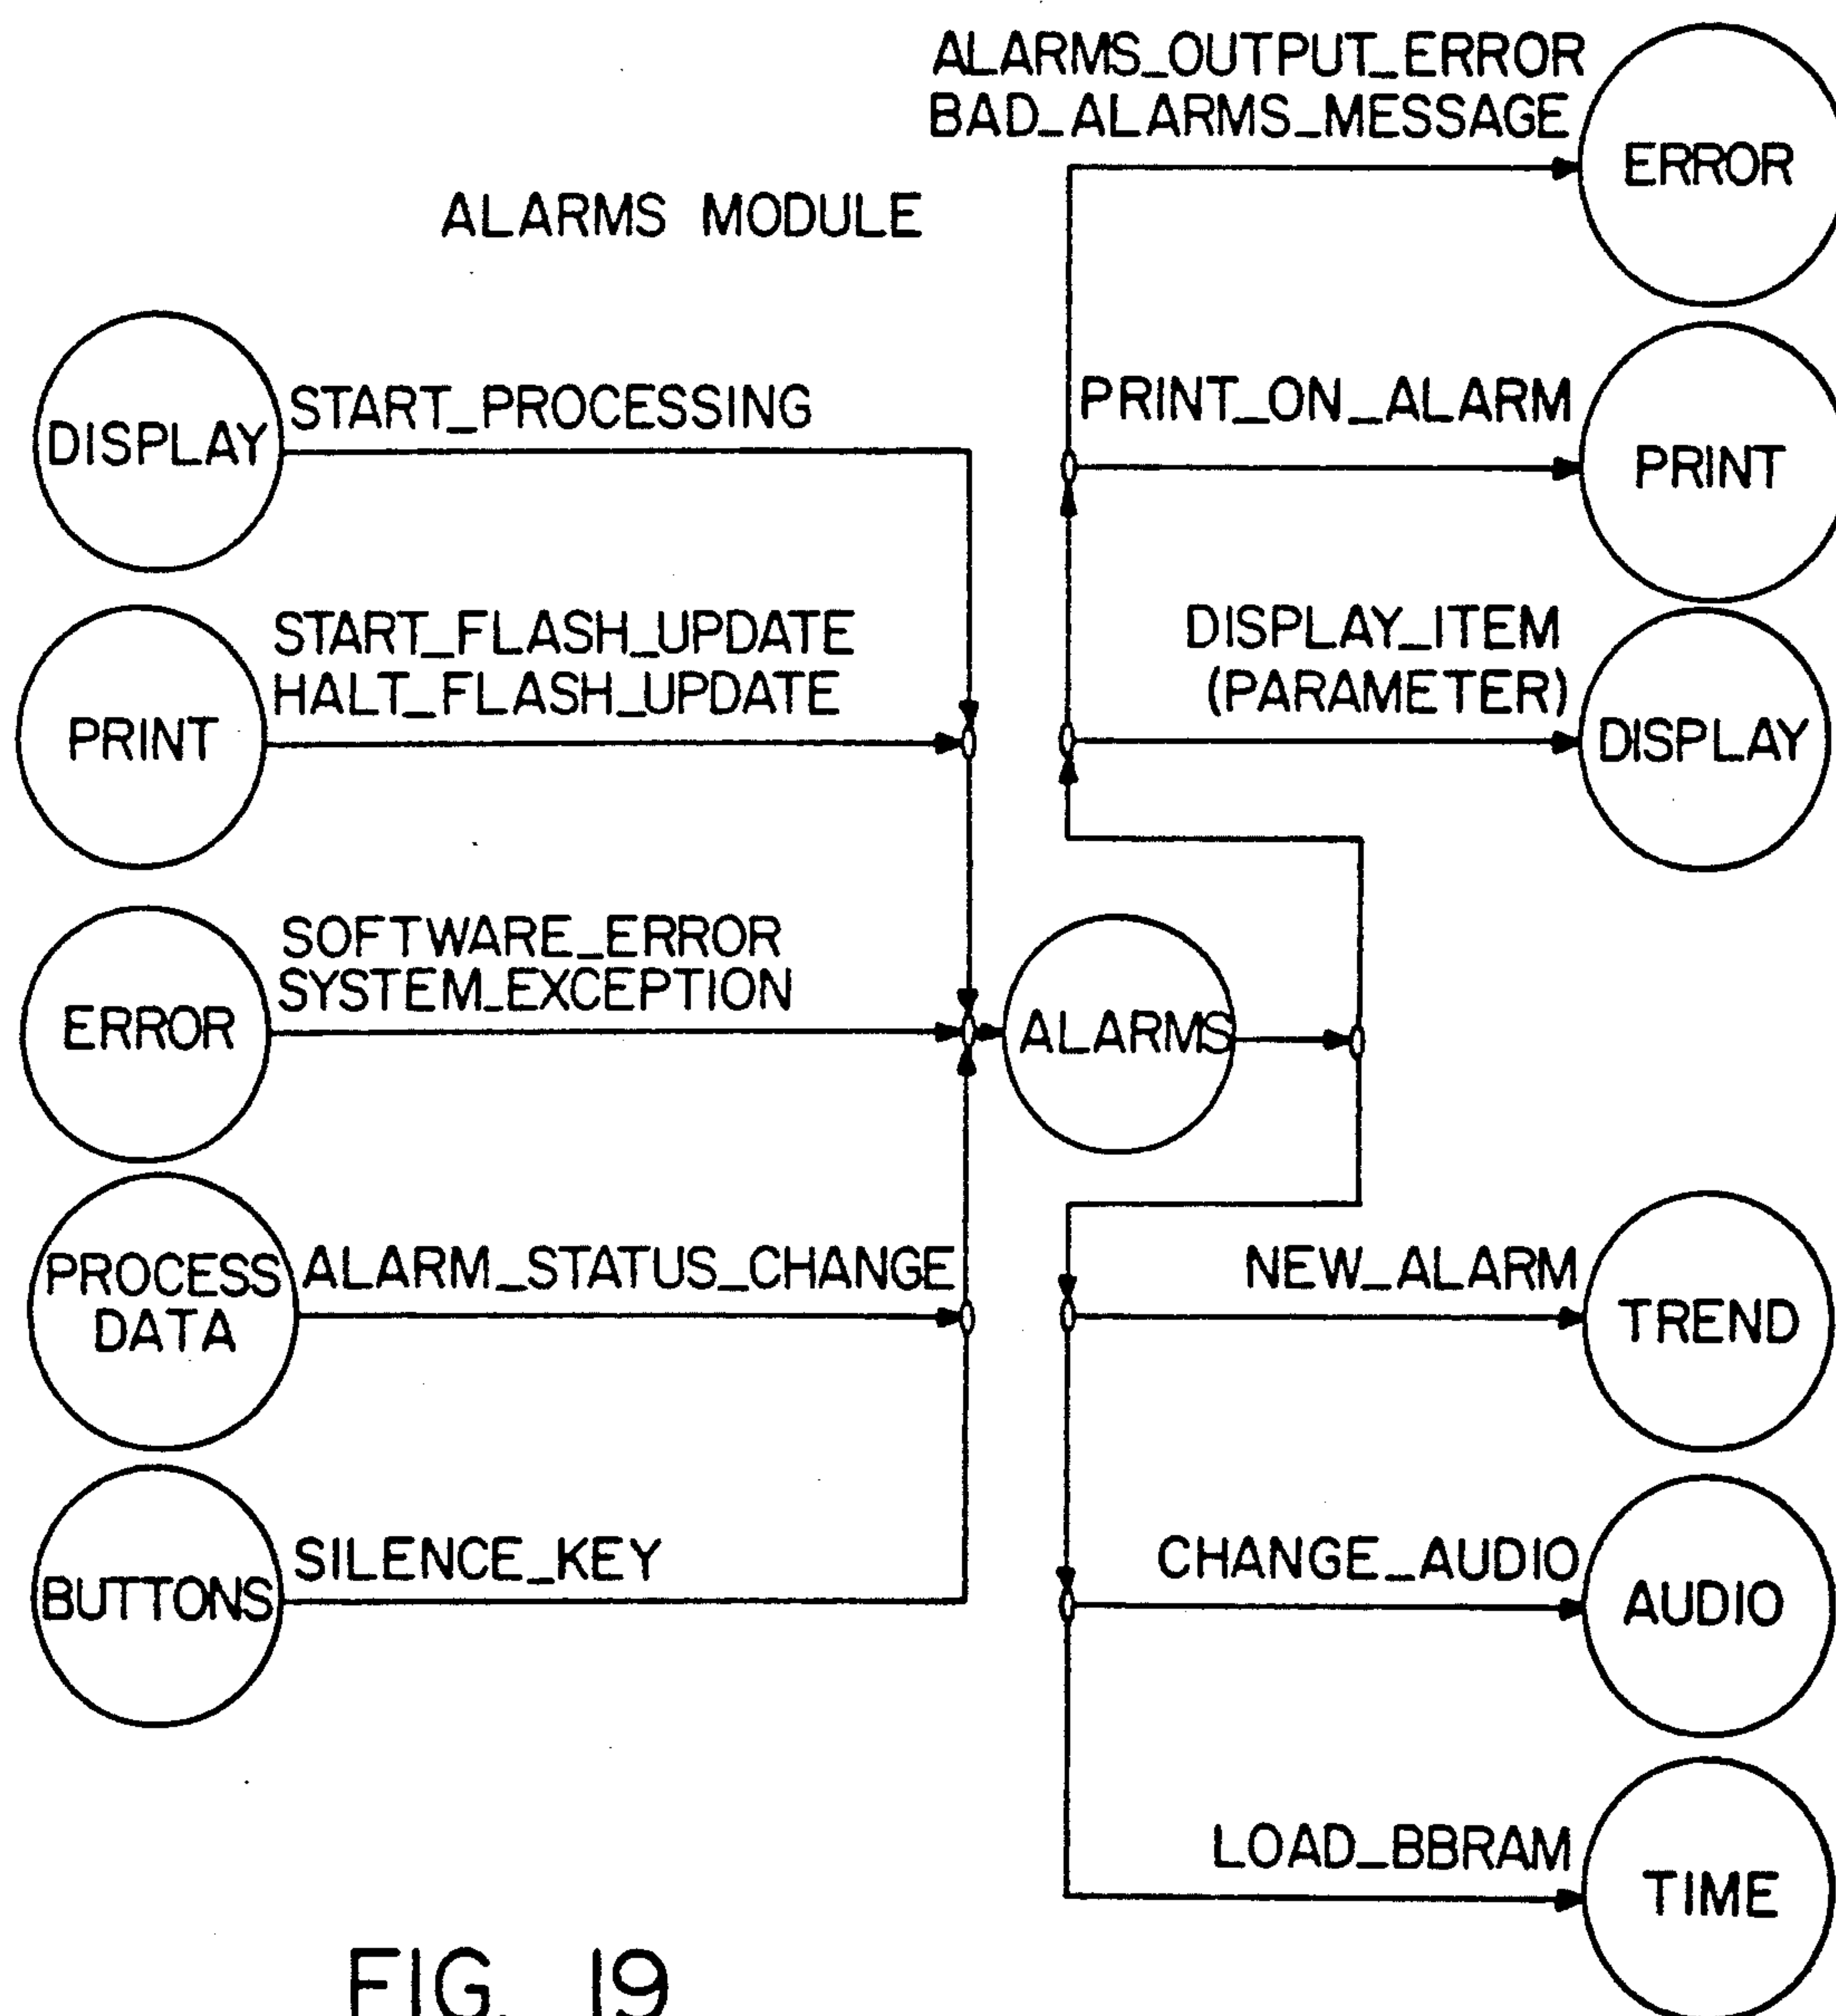 ALARMS_OUTPUT_ERROR
BAD_ALARMS_MESSAGE
ERROR
ALARMS MODULE
DISPLAY
START_PROCESSING
PRINT_ON_ALARM
PRINT
PRINT
START_FLASH_UPDATE
HALT_FLASH_UPDATE
DISPLAY_ITEM
(PARAMETER)
DISPLAY
ERROR
SOFTWARE_ERROR
SYSTEM_EXCEPTION
ALARMS
PROCESS
DATA
ALARM_STATUS_CHANGE
NEW_ALARM
TREND
BUTTONS
SILENCE_KEY
CHANGE_AUDIO
AUDIO
LOAD_BBRAM
TIME
FIG. 19